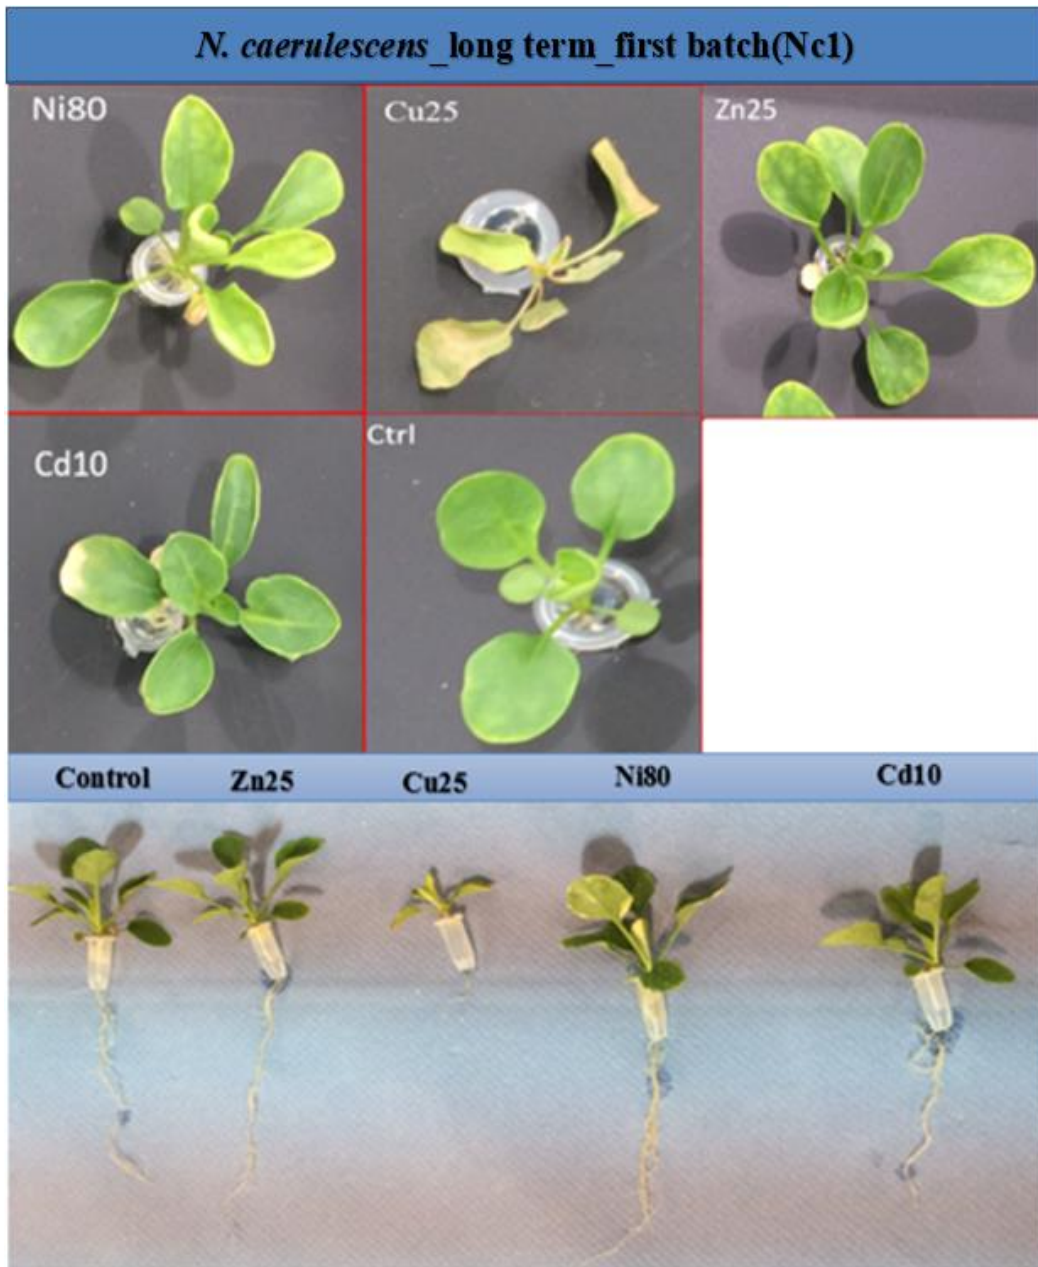 N. caerulescens_long term_first batch(Nc1)
Ni80
Cu25
Zn25
Cd10
Ctrl
Control Zn25 Cu25 Ni80 Cd10